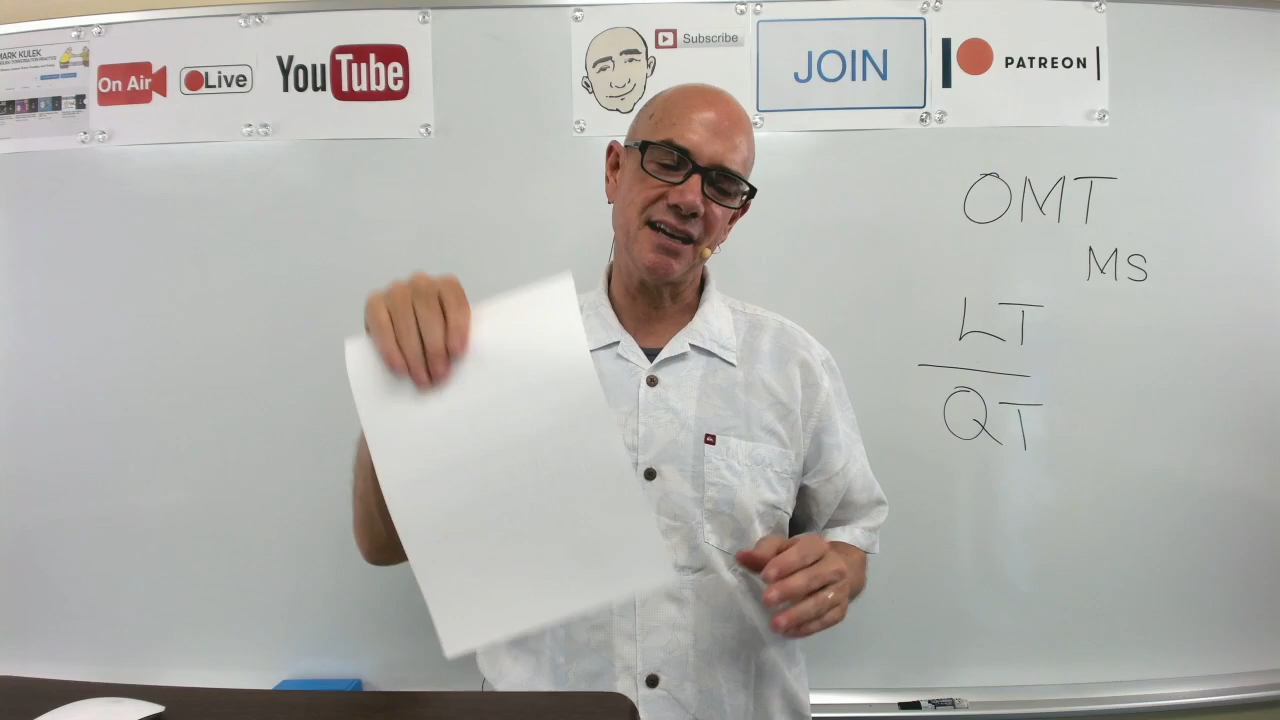 MARK KULEK
On Air
Live
YouTube
Subscribe
JOIN
PATREON
OMT
MS
LT
QT